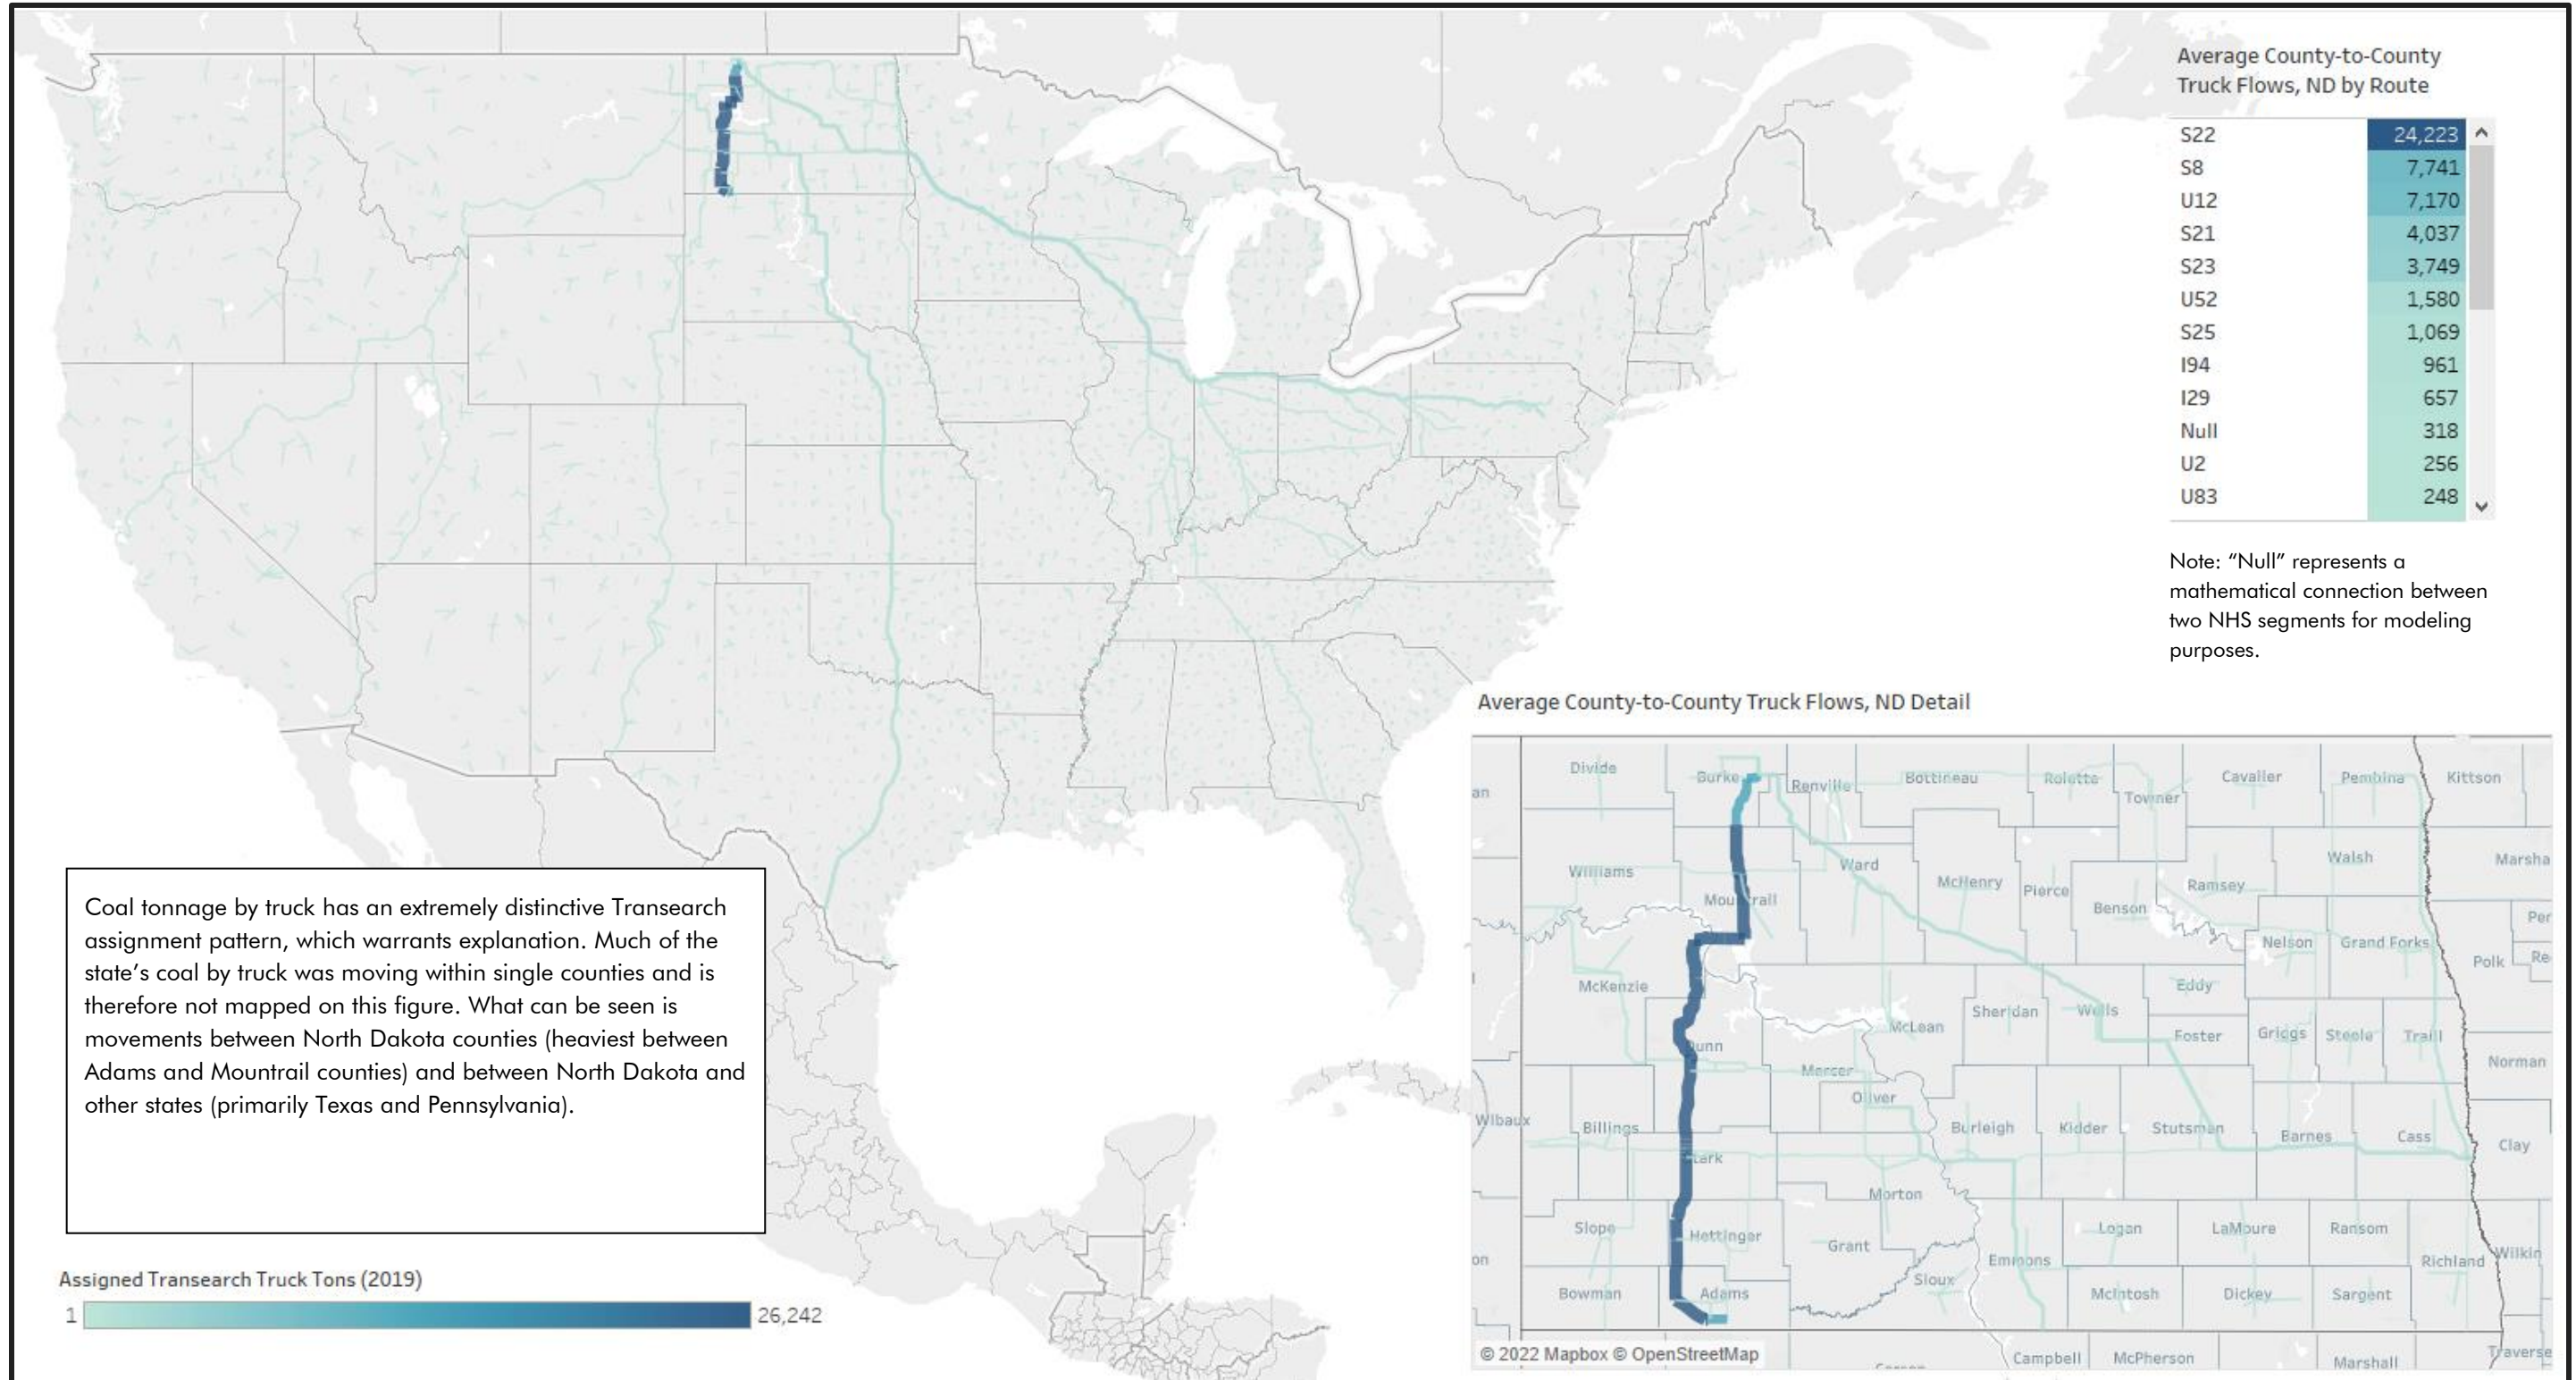 Average County-to-County
Truck Flows, ND by Route
S22 24,223
S8 7,741
U12 7,170
S21 4,037
S23 3,749
U52 1,580
S25 1,069
I94 961
I29 657
Null 318
U2 256
U83 248
Note: “Null” represents a
mathematical connection between
two NHS segments for modeling
purposes.
Average County-to-County Truck Flows, ND Detail
Divide Burke Renville Bottineau Rolette Towner Cavalier Pembina Kittson
an
Williams Mountrail Ward McHenry Pierce Benson Ramsey Walsh Marsha
Per
Nelson Grand Forks Polk Re
McKenzie Dunn McLean Sheridan Wells Eddy Foster Griggs Steele Traill Norman
Mercer Oliver
Wibaux Billings Stark Burleigh Kidder Stutsman Barnes Cass Clay
Morton
Slope Hettinger Grant Sioux Emmons Logan LaMoure Ransom Richland Wilkin
on
Bowman Adams McIntosh Dickey Sargent
Campbell McPherson Marshall Traverse
© 2022 Mapbox © OpenStreetMap
Coal tonnage by truck has an extremely distinctive Transearch
assignment pattern, which warrants explanation. Much of the
state’s coal by truck was moving within single counties and is
therefore not mapped on this figure. What can be seen is
movements between North Dakota counties (heaviest between
Adams and Mountrail counties) and between North Dakota and
other states (primarily Texas and Pennsylvania).
Assigned Transearch Truck Tons (2019)
1 26,242